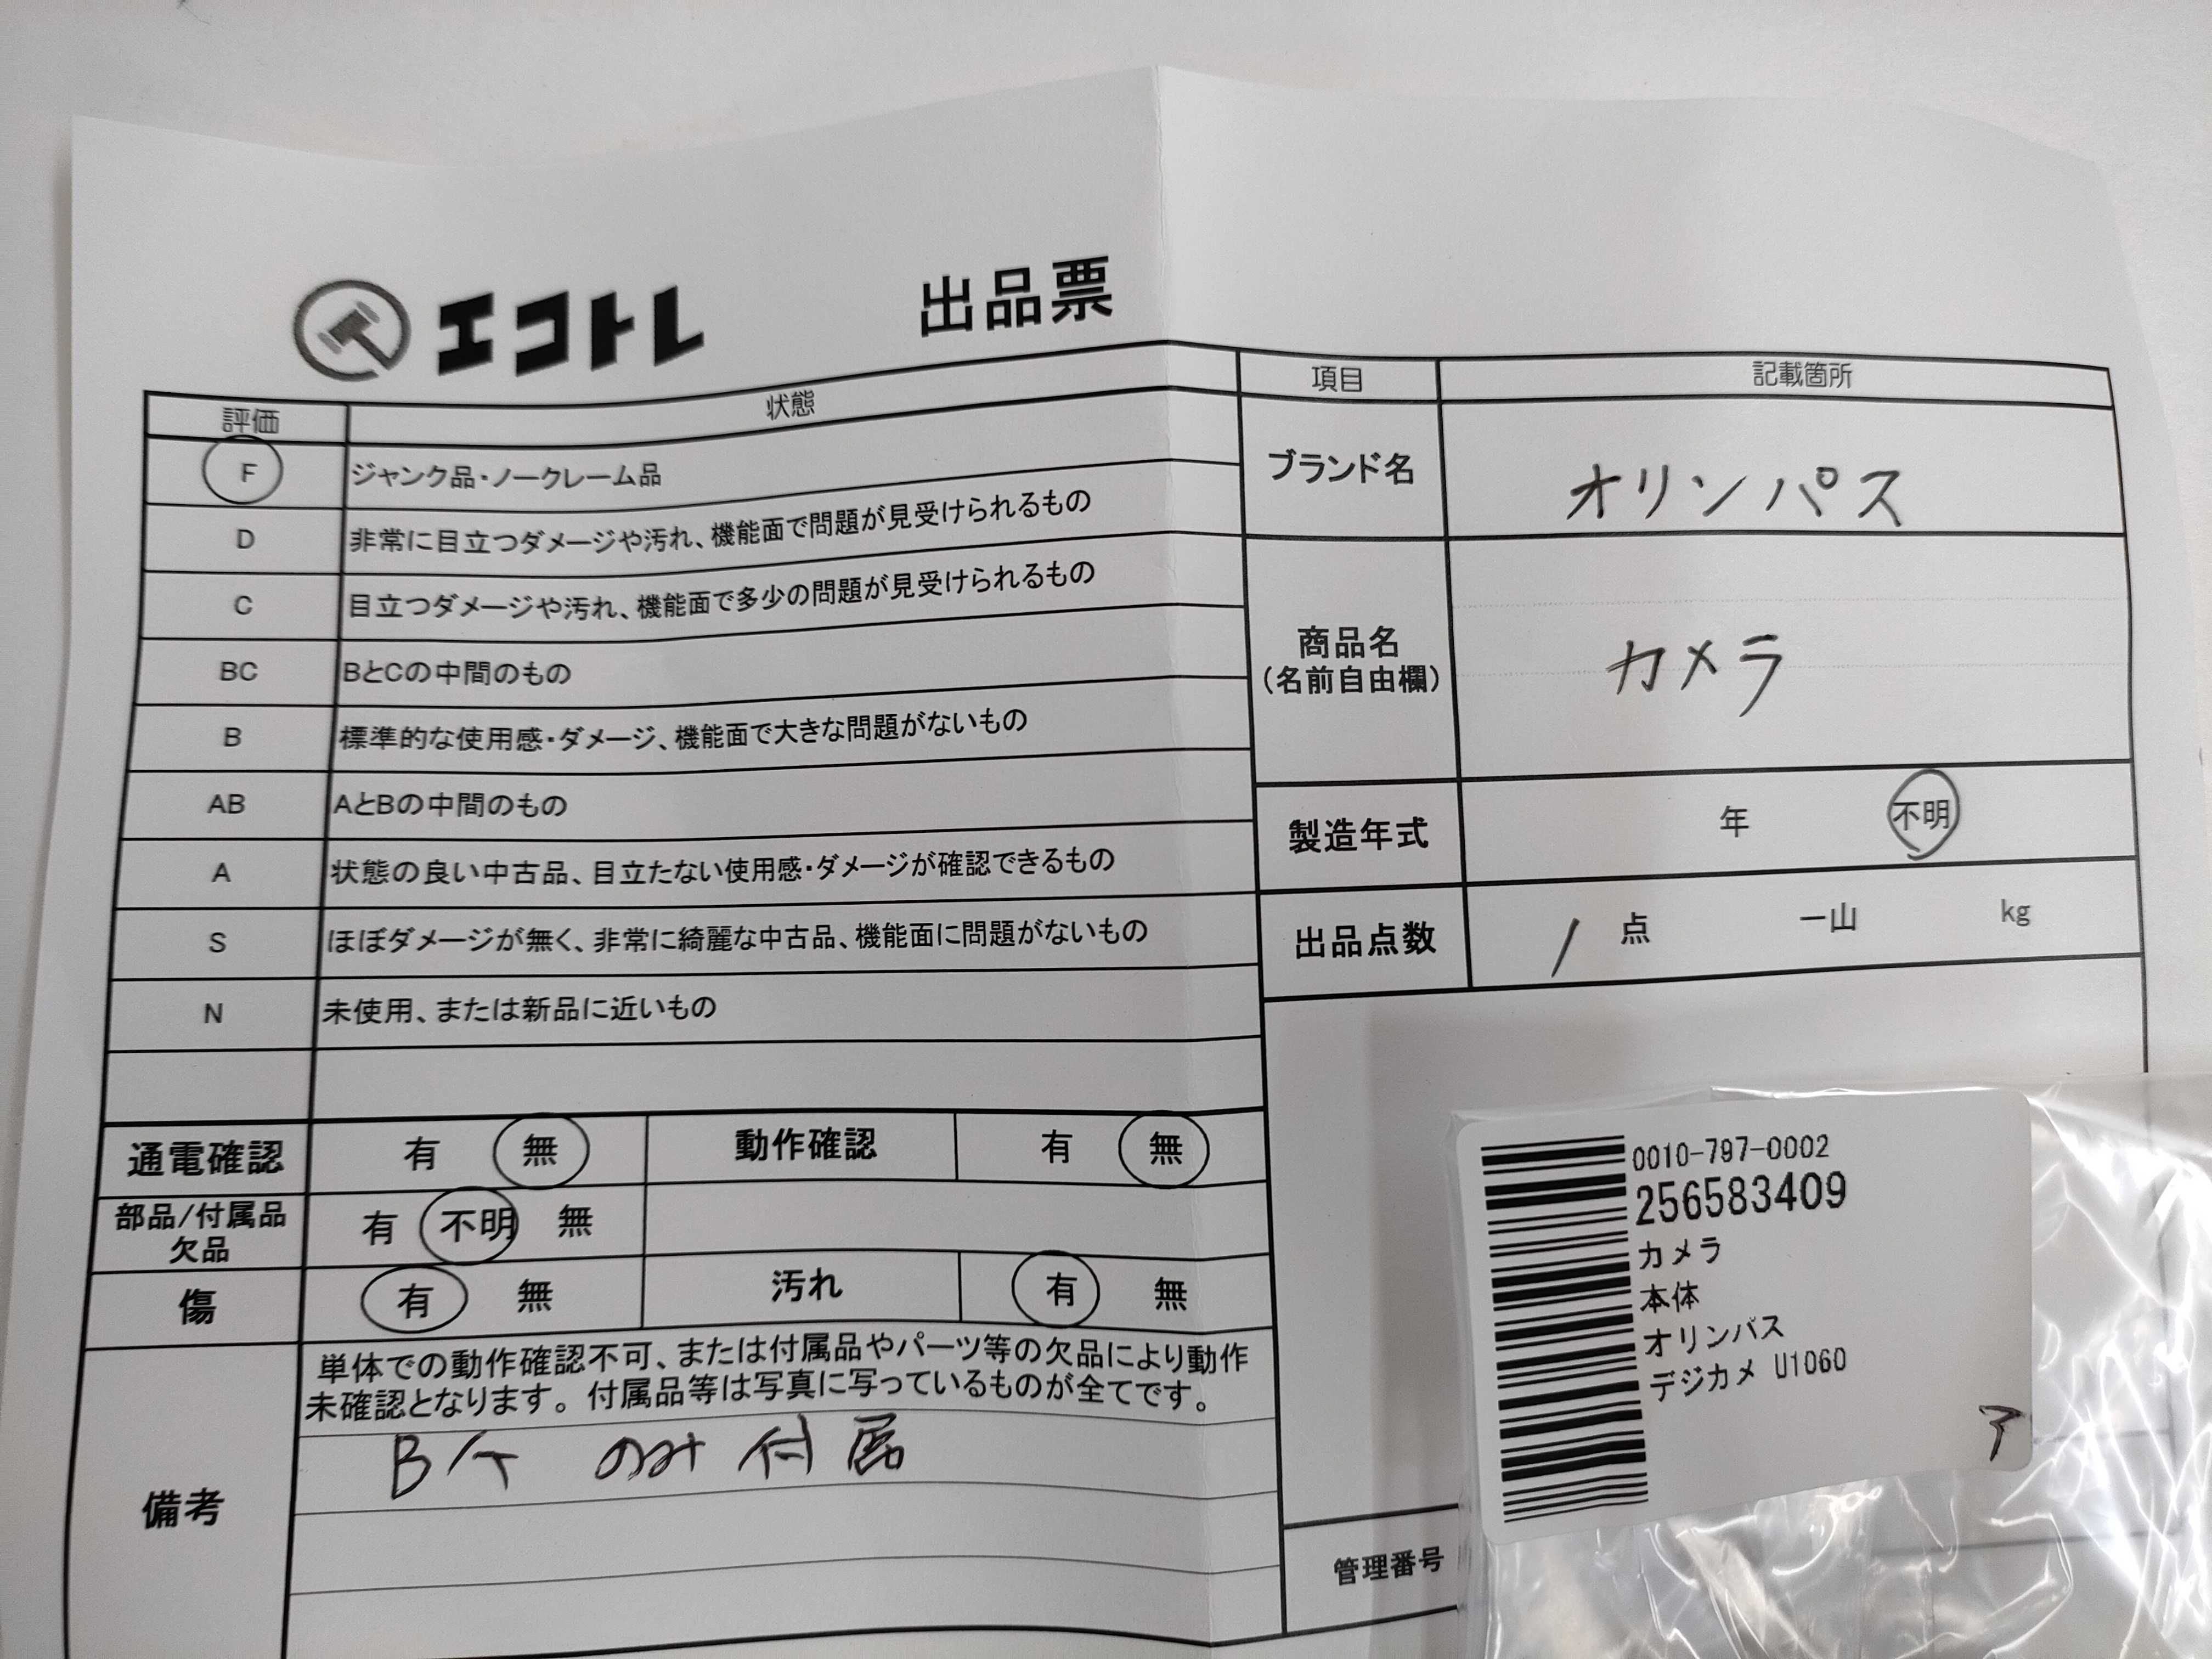 エコトレ 出品票
評価 状態
F ジャンク品・ノークレーム品
D 非常に目立つダメージや汚れ、機能面で問題が見受けられるもの
C 目立つダメージや汚れ、機能面で多少の問題が見受けられるもの
BC BとCの中間のもの
B 標準的な使用感・ダメージ、機能面で大きな問題がないもの
AB AとBの中間のもの
A 状態の良い中古品、目立たない使用感・ダメージが確認できるもの
S ほぼダメージが無く、非常に綺麗な中古品、機能面に問題がないもの
N 未使用、または新品に近いもの
通電確認 有 無 動作確認 有 無
部品/付属品
欠品 有 不明 無
傷 有 無 汚れ 有 無
備考
単体での動作確認不可、または付属品やパーツ等の欠品により動作
未確認となります。付属品等は写真に写っているものが全てです。
B/T のみ付属
項目 記載箇所
ブランド名 オリンパス
商品名
(名前自由欄) カメラ
製造年式 年 不明
出品点数 1 点 一山 kg
管理番号
0010-797-0002
256583409
カメラ
本体
オリンパス
デジカメ U1060
ア